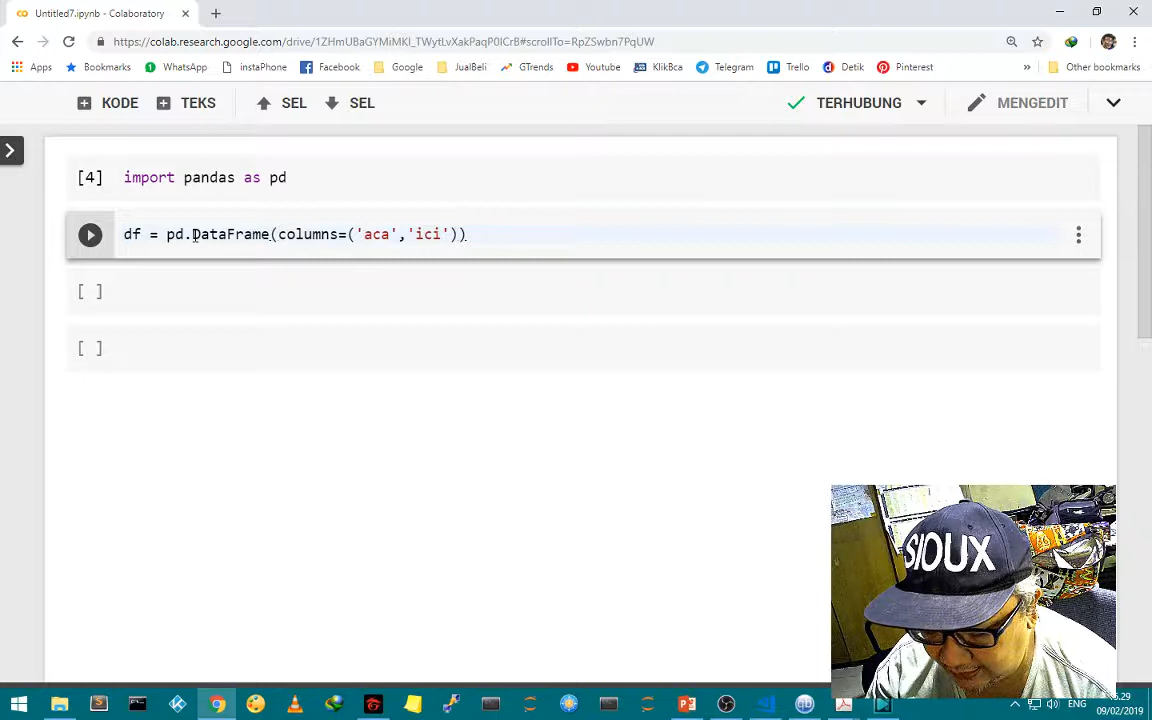 Untitled7.ipynb - Colaboratory
https://colab.research.google.com/drive/1ZHmUBaGYMiMKl_TWytLvXakPaqP0lCrB#scrollTo=RpZSwbn7PqUW
Apps Bookmarks WhatsApp instaPhone Facebook Google JualBeli GTrends Youtube KlikBca Telegram Trello Detik Pinterest » Other bookmarks
KODE TEKS SEL SEL TERHUBUNG MENGEDIT
[4] import pandas as pd
df = pd.DataFrame(columns=('aca','ici'))
[ ]
[ ]
SIOUX
ENG
09/02/2019